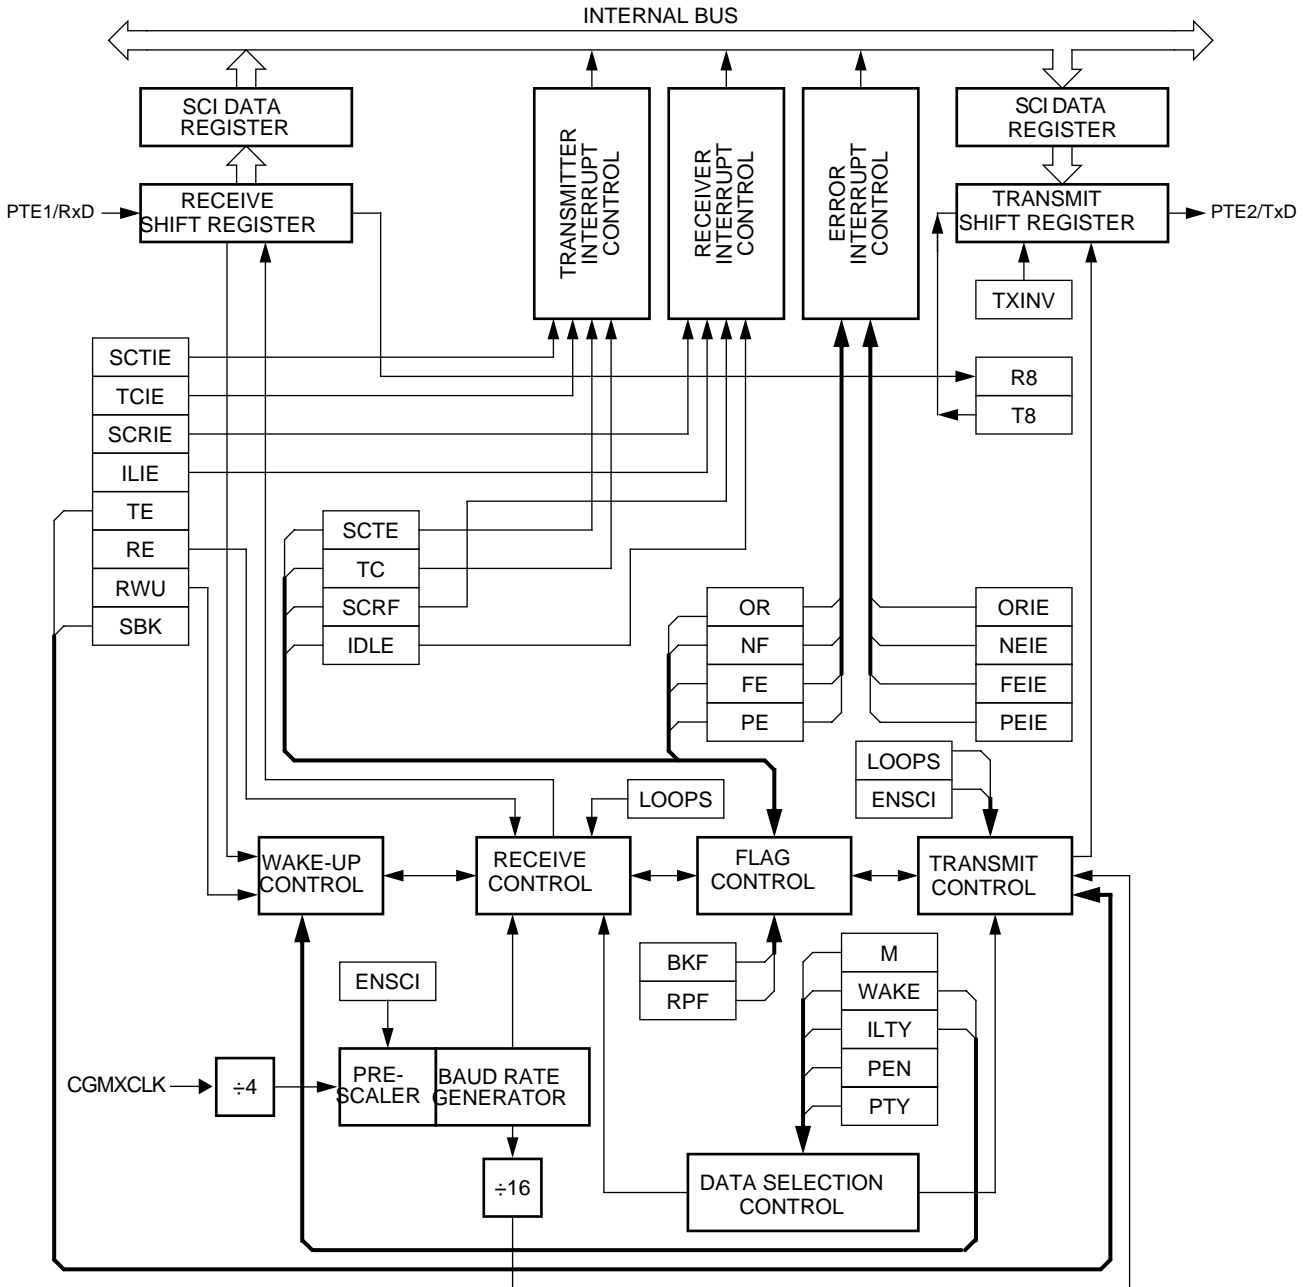 INTERNAL BUS
SCI DATA
REGISTER
RECEIVE
SHIFT REGISTER
PTE1/RxD
TRANSMITTER
INTERRUPT
CONTROL
RECEIVER
INTERRUPT
CONTROL
ERROR
INTERRUPT
CONTROL
SCI DATA
REGISTER
TRANSMIT
SHIFT REGISTER
PTE2/TxD
TXINV
R8
T8
SCTIE
TCIE
SCRIE
ILIE
TE
RE
RWU
SBK
SCTE
TC
SCRF
IDLE
OR
NF
FE
PE
ORIE
NEIE
FEIE
PEIE
LOOPS
LOOPS
ENSCI
WAKE-UP
CONTROL
RECEIVE
CONTROL
FLAG
CONTROL
TRANSMIT
CONTROL
BKF
RPF
M
WAKE
ILTY
PEN
PTY
ENSCI
CGMXCLK
÷4
PRE-
SCALER
BAUD RATE
GENERATOR
÷16
DATA SELECTION
CONTROL